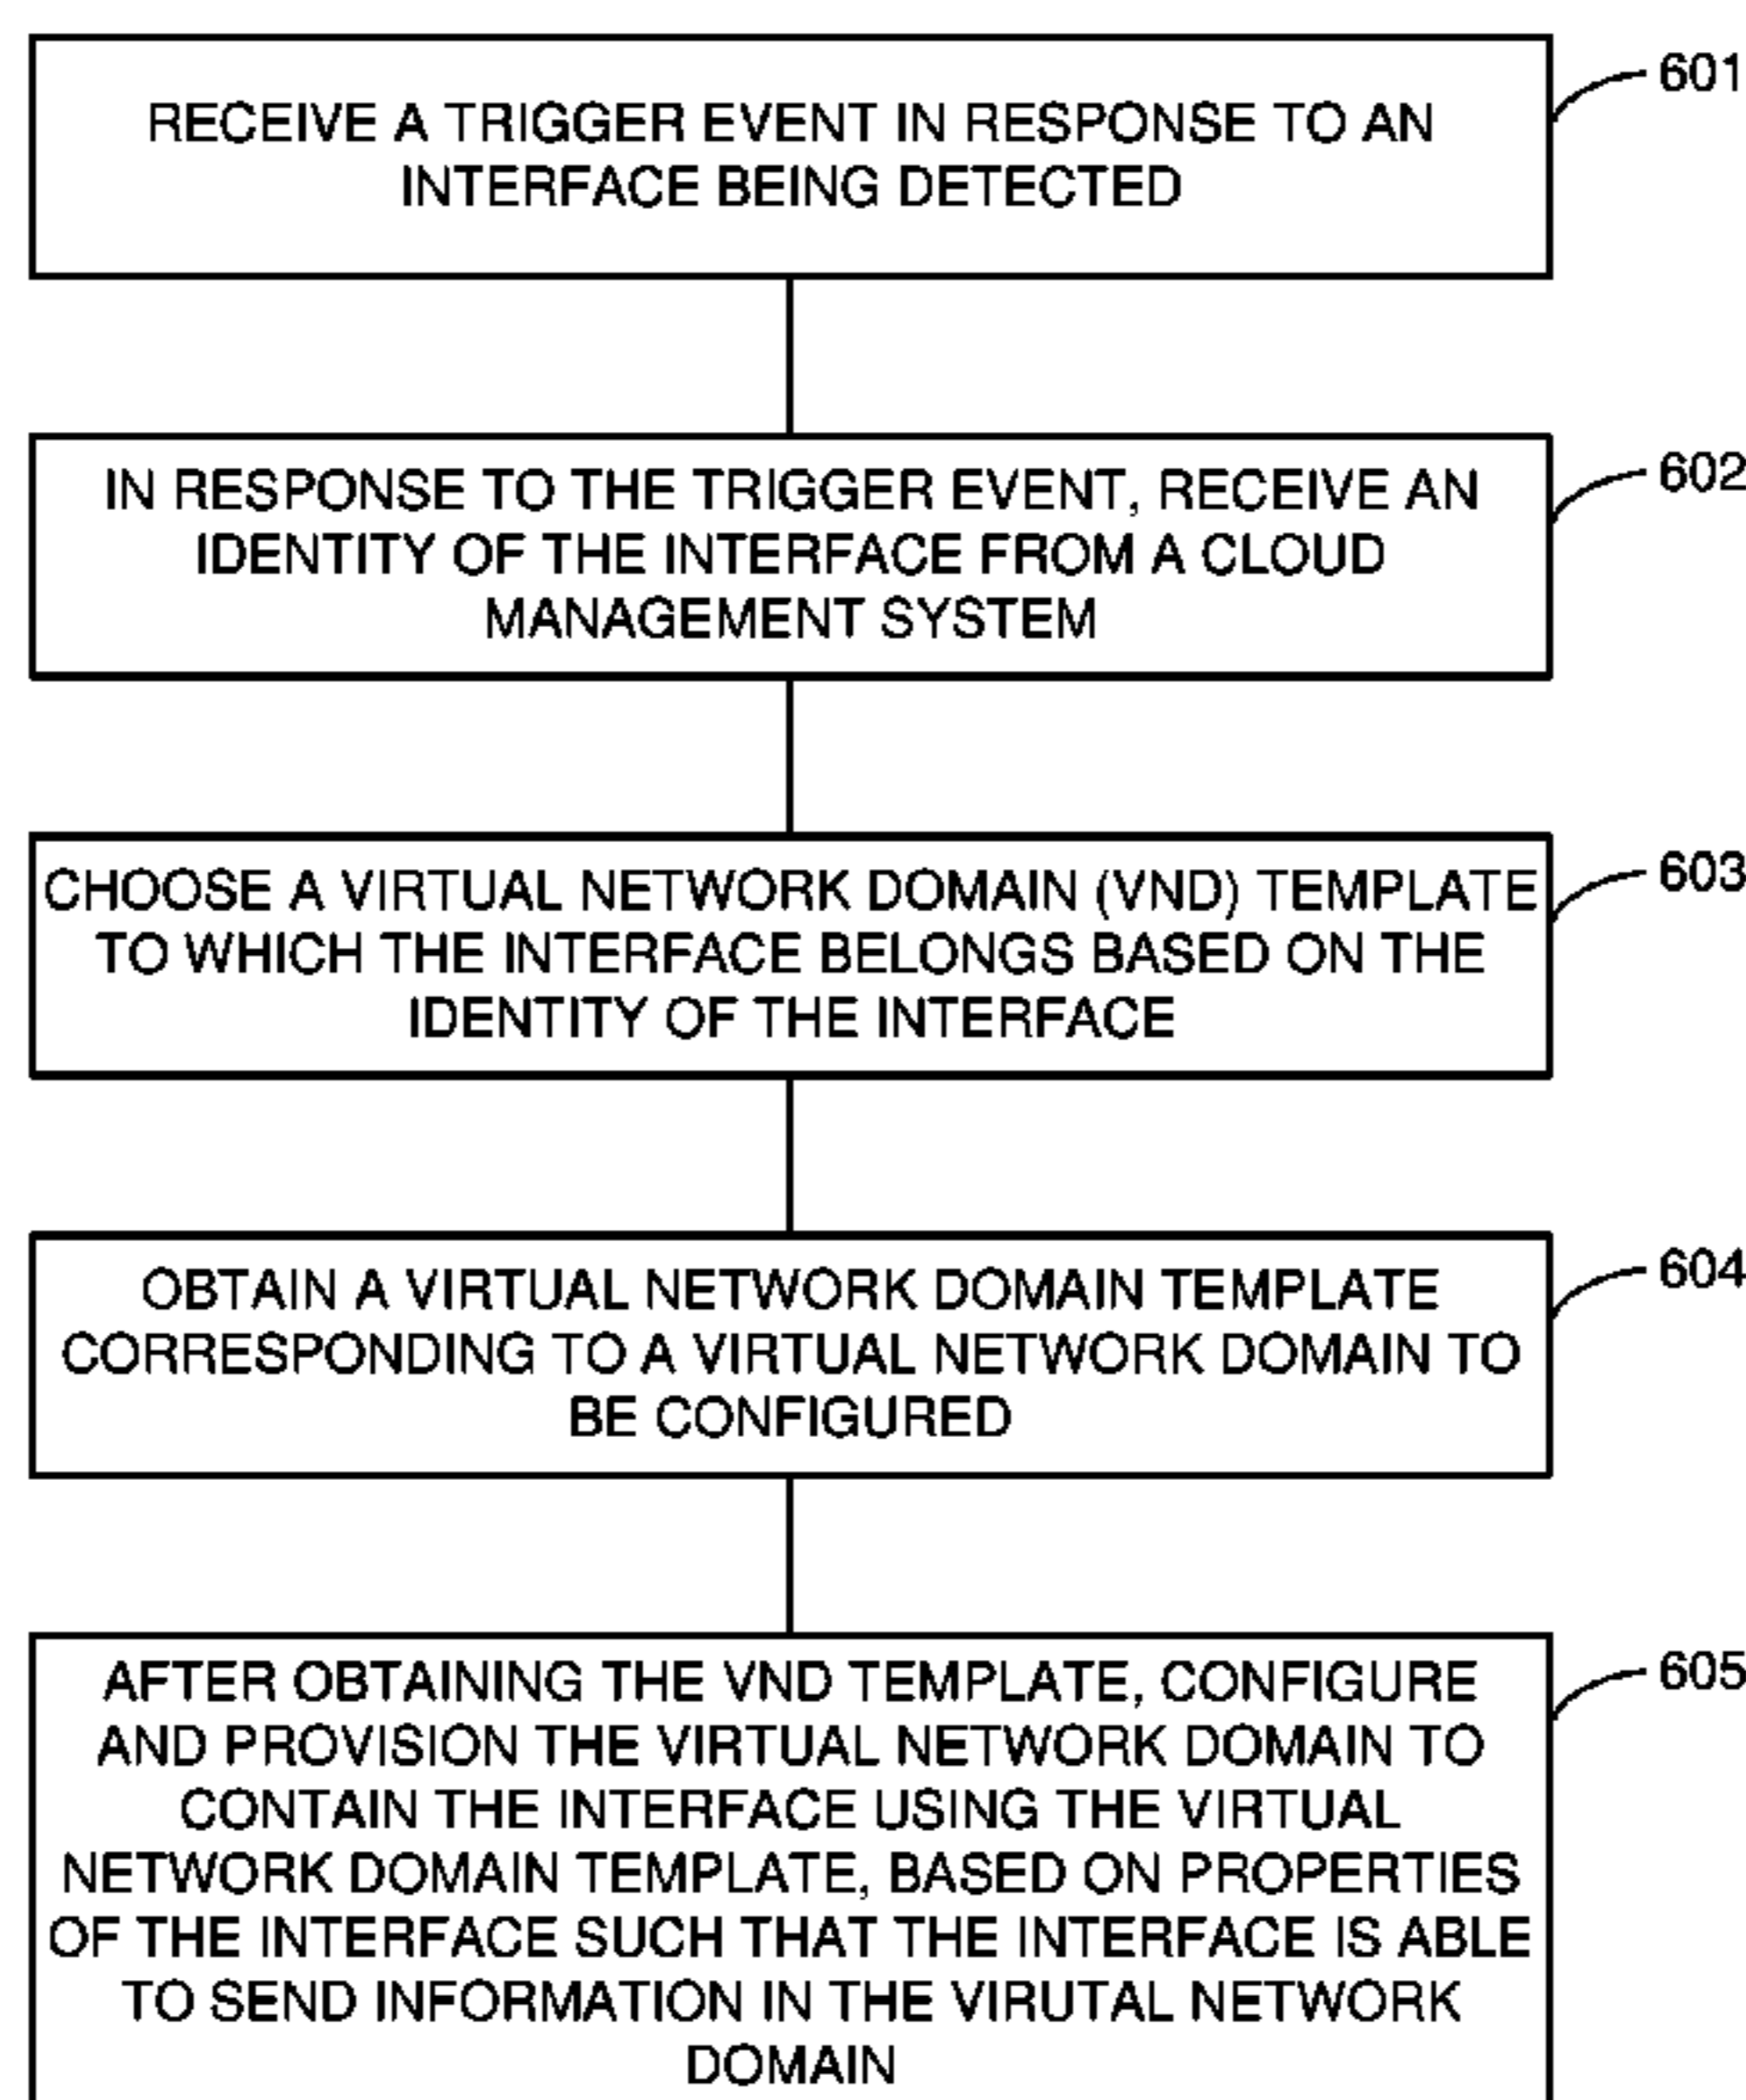 601
RECEIVE A TRIGGER EVENT IN RESPONSE TO AN
INTERFACE BEING DETECTED
602
IN RESPONSE TO THE TRIGGER EVENT, RECEIVE AN
IDENTITY OF THE INTERFACE FROM A CLOUD
MANAGEMENT SYSTEM
603
CHOOSE A VIRTUAL NETWORK DOMAIN (VND) TEMPLATE
TO WHICH THE INTERFACE BELONGS BASED ON THE
IDENTITY OF THE INTERFACE
604
OBTAIN A VIRTUAL NETWORK DOMAIN TEMPLATE
CORRESPONDING TO A VIRTUAL NETWORK DOMAIN TO
BE CONFIGURED
605
AFTER OBTAINING THE VND TEMPLATE, CONFIGURE
AND PROVISION THE VIRTUAL NETWORK DOMAIN TO
CONTAIN THE INTERFACE USING THE VIRTUAL
NETWORK DOMAIN TEMPLATE, BASED ON PROPERTIES
OF THE INTERFACE SUCH THAT THE INTERFACE IS ABLE
TO SEND INFORMATION IN THE VIRUTAL NETWORK
DOMAIN